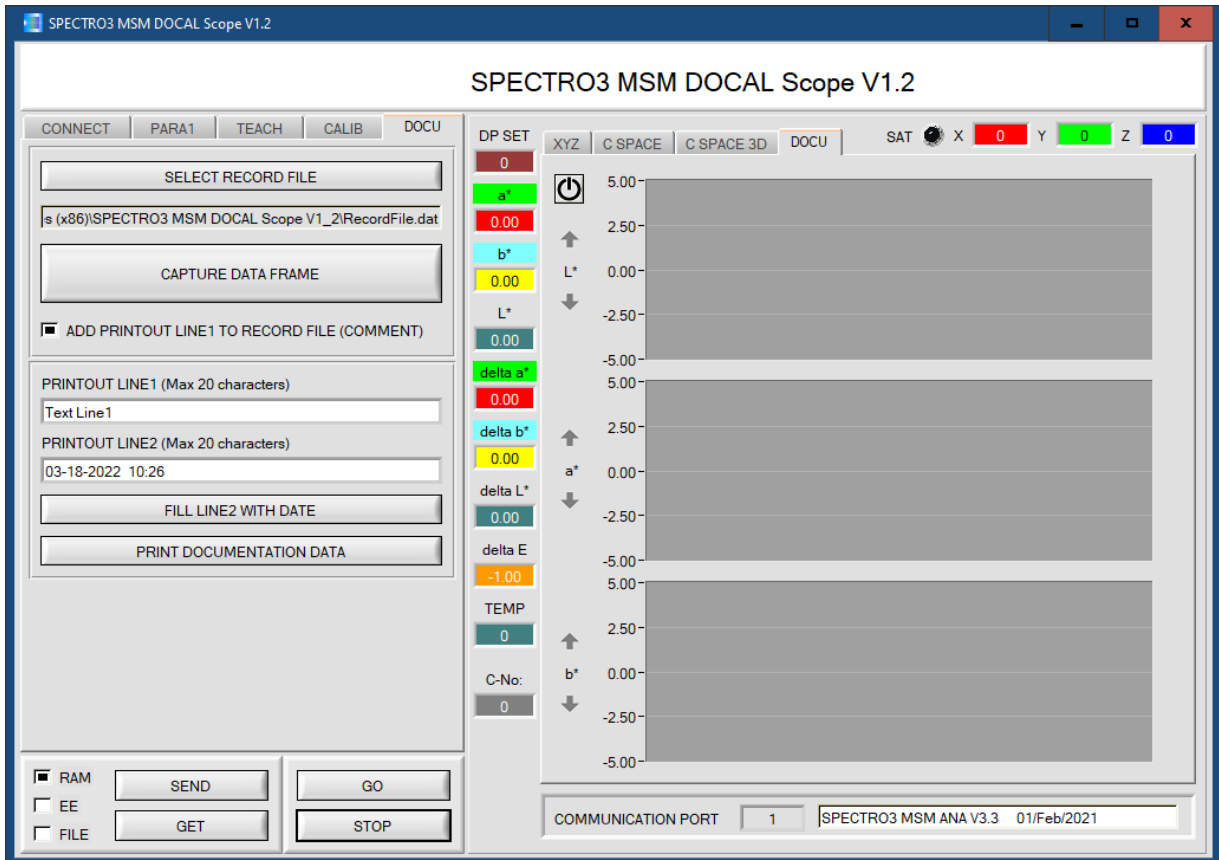 SPECTRO3 MSM DOCAL Scope V1.2
SPECTRO3 MSM DOCAL Scope V1.2
CONNECT PARA1 TEACH CALIB DOCU
SELECT RECORD FILE
s (x86)\SPECTRO3 MSM DOCAL Scope V1_2\RecordFile.dat
CAPTURE DATA FRAME
ADD PRINTOUT LINE1 TO RECORD FILE (COMMENT)
PRINTOUT LINE1 (Max 20 characters)
Text Line1
PRINTOUT LINE2 (Max 20 characters)
03-18-2022 10:26
FILL LINE2 WITH DATE
PRINT DOCUMENTATION DATA
RAM
EE
FILE
SEND
GET
GO
STOP
DP SET
0
a*
0.00
b*
0.00
L*
0.00
delta a*
0.00
delta b*
0.00
delta L*
0.00
delta E
-1.00
TEMP
0
C-No:
0
XYZ C SPACE C SPACE 3D DOCU
SAT X 0 Y 0 Z 0
L*
5.00
2.50
0.00
-2.50
-5.00
a*
5.00
2.50
0.00
-2.50
-5.00
b*
5.00
2.50
0.00
-2.50
-5.00
COMMUNICATION PORT 1 SPECTRO3 MSM ANA V3.3 01/Feb/2021